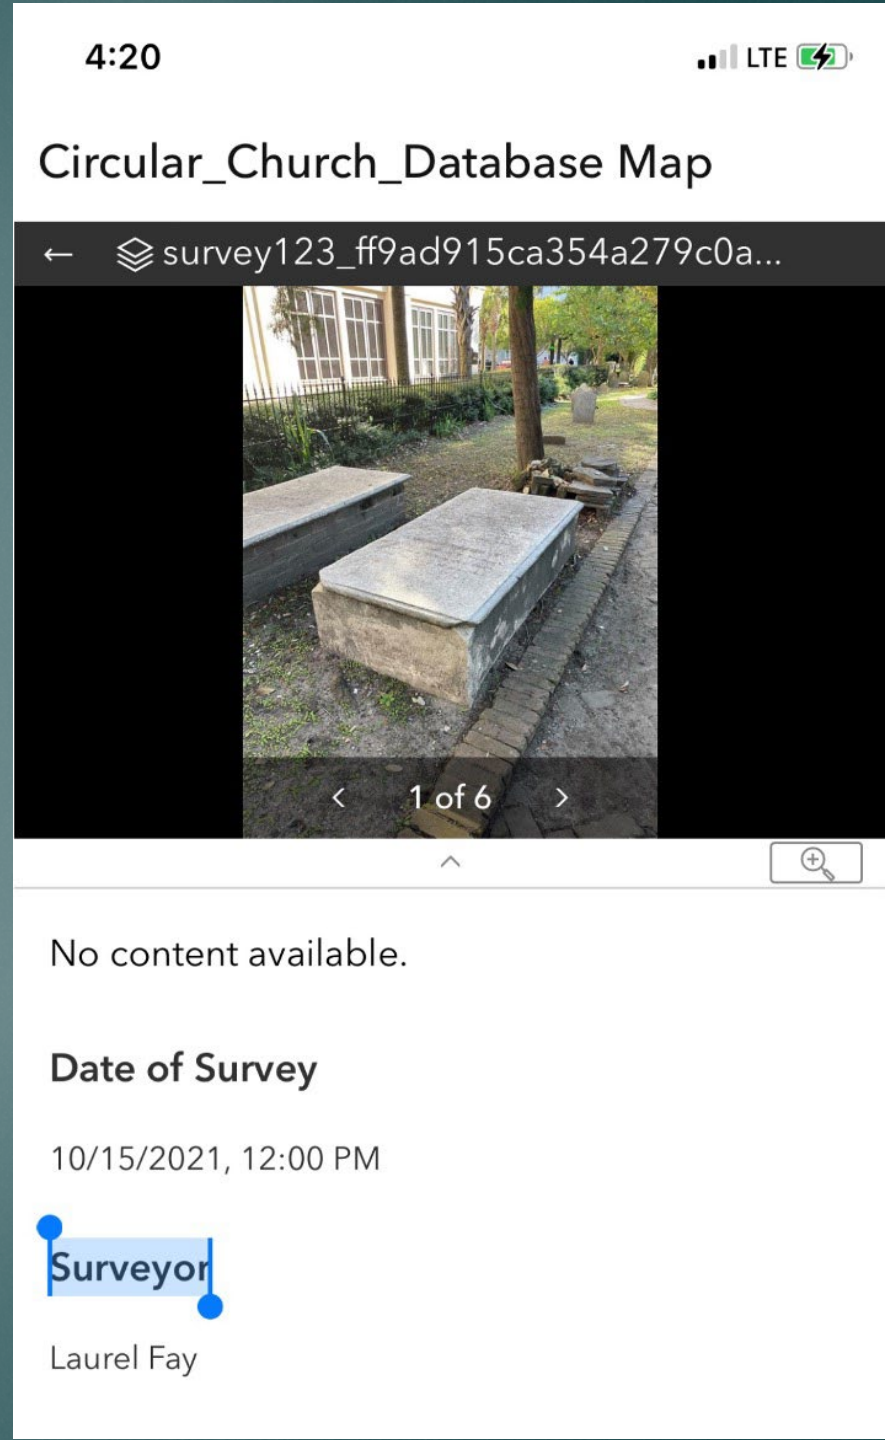 4:20 LTE
Circular_Church_Database Map
← survey123_ff9ad915ca354a279c0a...
< 1 of 6 >
No content available.
Date of Survey
10/15/2021, 12:00 PM
Surveyor
Laurel Fay